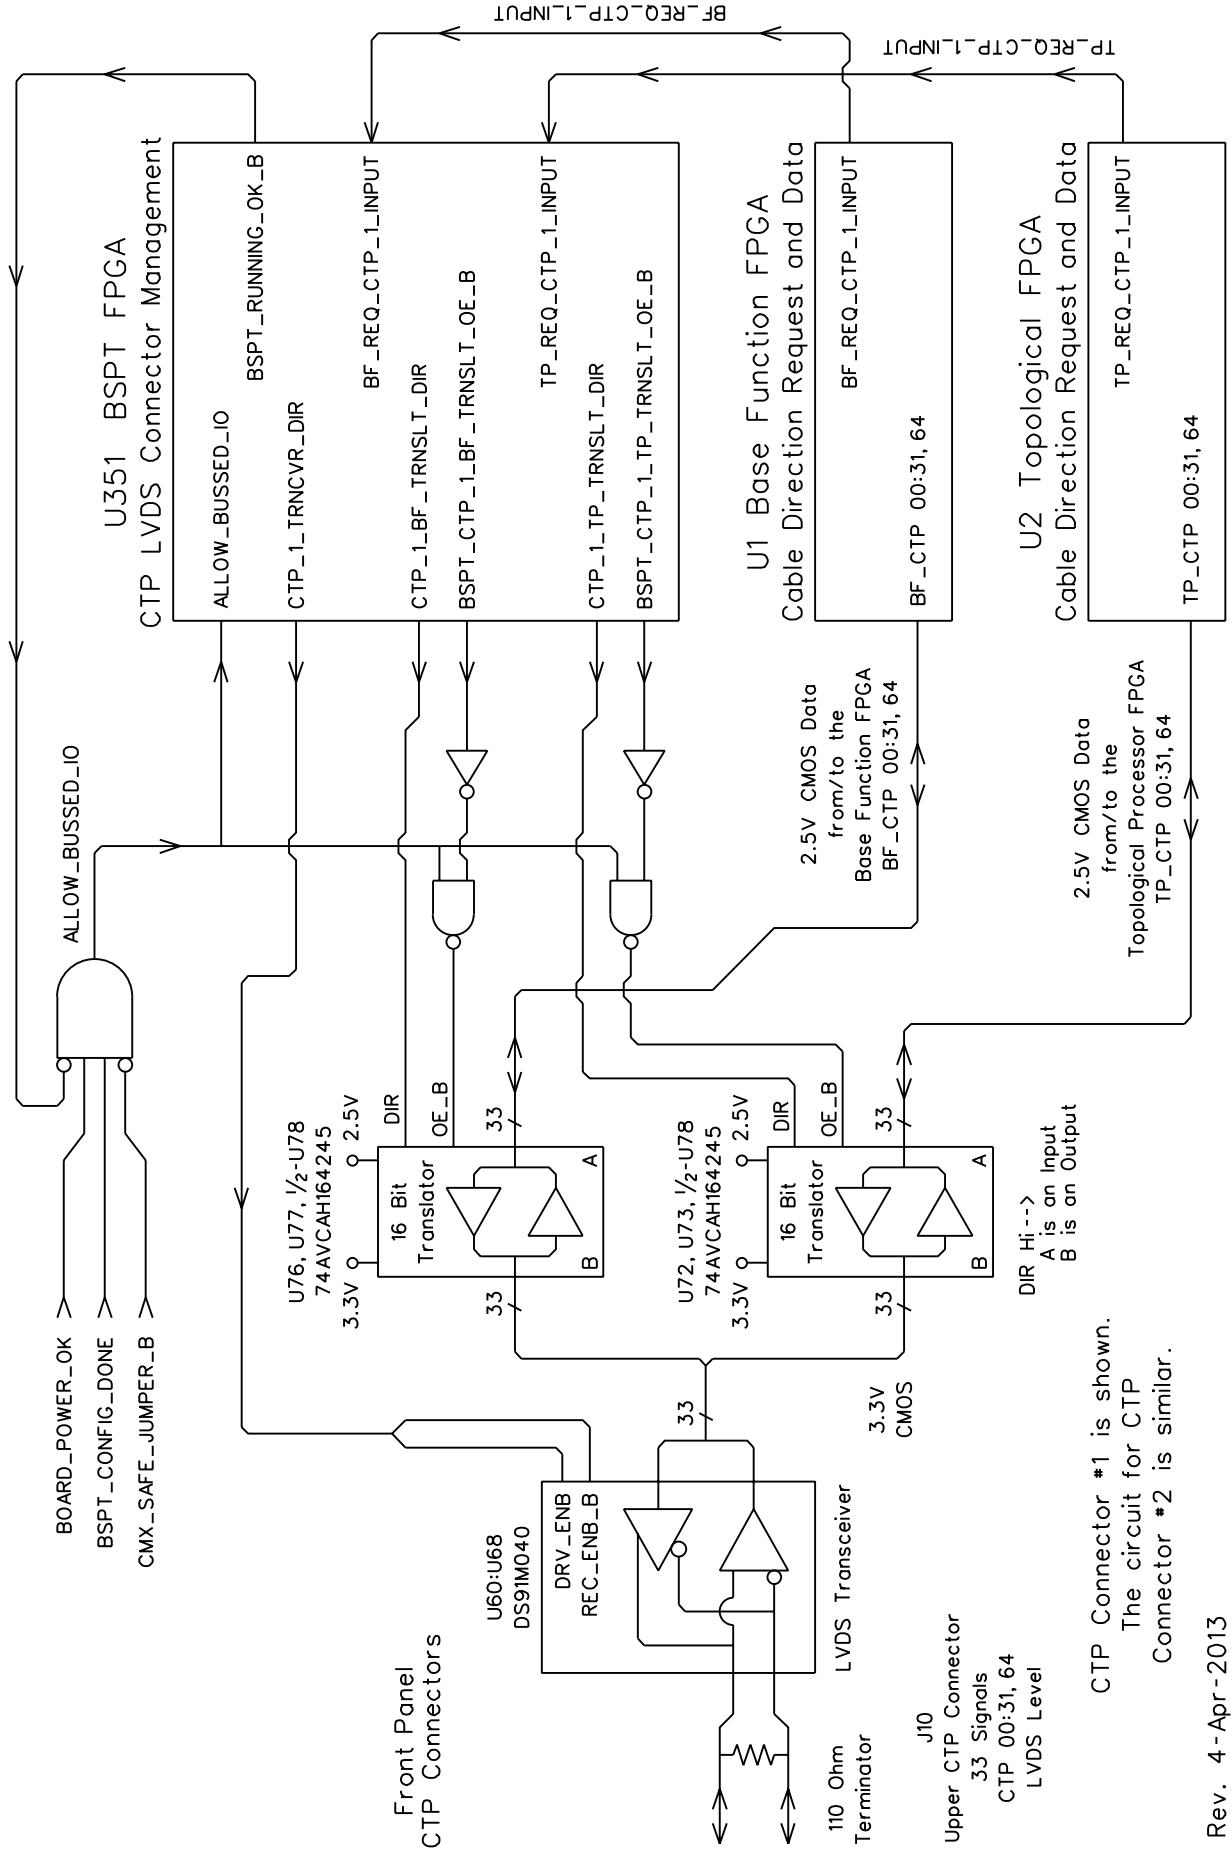 BOARD_POWER_OK
BSPT_CONFIG_DONE
CMX_SAFE_JUMPER_B
ALLOW_BUSSED_IO
U351 BSPT FPGA
CTP LVDS Connector Management
ALLOW_BUSSED_IO
BSPT_RUNNING_OK_B
CTP_1_TRNCVR_DIR
BF_REQ_CTP_1_INPUT
CTP_1_BF_TRNSLT_DIR
BSPT_CTP_1_BF_TRNSLT_OE_B
TP_REQ_CTP_1_INPUT
CTP_1_TP_TRNSLT_DIR
BSPT_CTP_1_TP_TRNSLT_OE_B
BF_REQ_CTP_1_INPUT
TP_REQ_CTP_1_INPUT
Front Panel
CTP Connectors
U60:U68
DS91M040
DRV_ENB
REC_ENB_B
LVDS Transceiver
U76, U77, ½-U78
74AVCAH164245
3.3V
2.5V
16 Bit
Translator
DIR
OE_B
B
A
33
33
33
U72, U73, ½-U78
74AVCAH164245
3.3V
2.5V
16 Bit
Translator
DIR
OE_B
B
A
33
33
3.3V
CMOS
U1 Base Function FPGA
Cable Direction Request and Data
BF_REQ_CTP_1_INPUT
BF_CTP 00:31, 64
2.5V CMOS Data
from/to the
Base Function FPGA
BF_CTP 00:31, 64
U2 Topological FPGA
Cable Direction Request and Data
TP_REQ_CTP_1_INPUT
TP_CTP 00:31, 64
2.5V CMOS Data
from/to the
Topological Processor FPGA
TP_CTP 00:31, 64
110 Ohm
Terminator
J10
Upper CTP Connector
33 Signals
CTP 00:31, 64
LVDS Level
DIR Hi-->
A is an Input
B is an Output
CTP Connector #1 is shown.
The circuit for CTP
Connector #2 is similar.
Rev. 4-Apr-2013